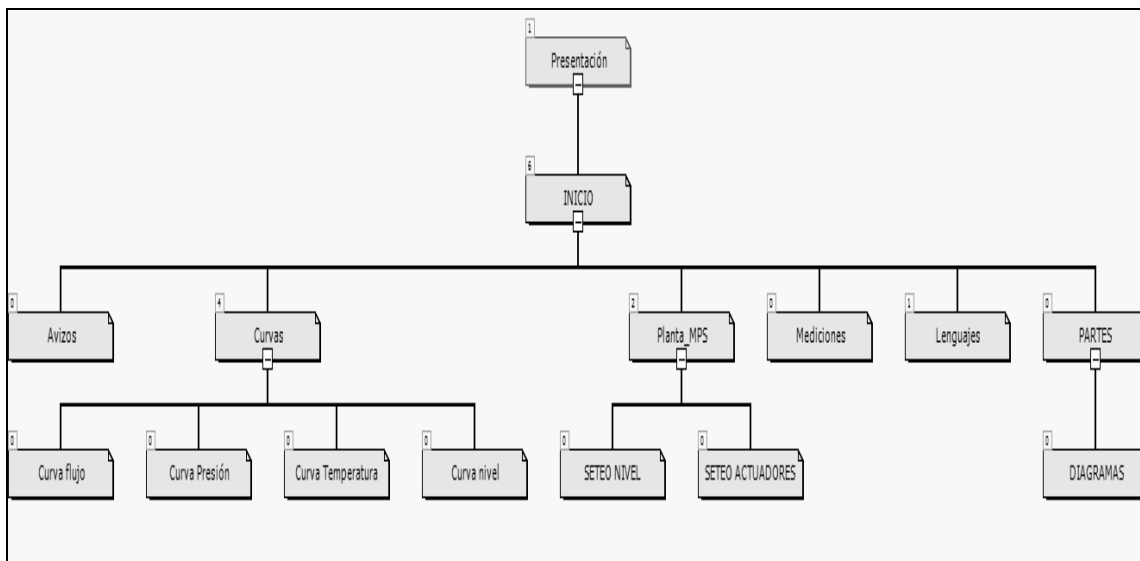 1
Presentación
6
INICIO
0
Avizos
4
Curvas
2
Planta_MPS
0
Mediciones
1
Lenguajes
0
PARTES
0
Curva flujo
0
Curva Presión
0
Curva Temperatura
0
Curva nivel
0
SETEO NIVEL
0
SETEO ACTUADORES
0
DIAGRAMAS